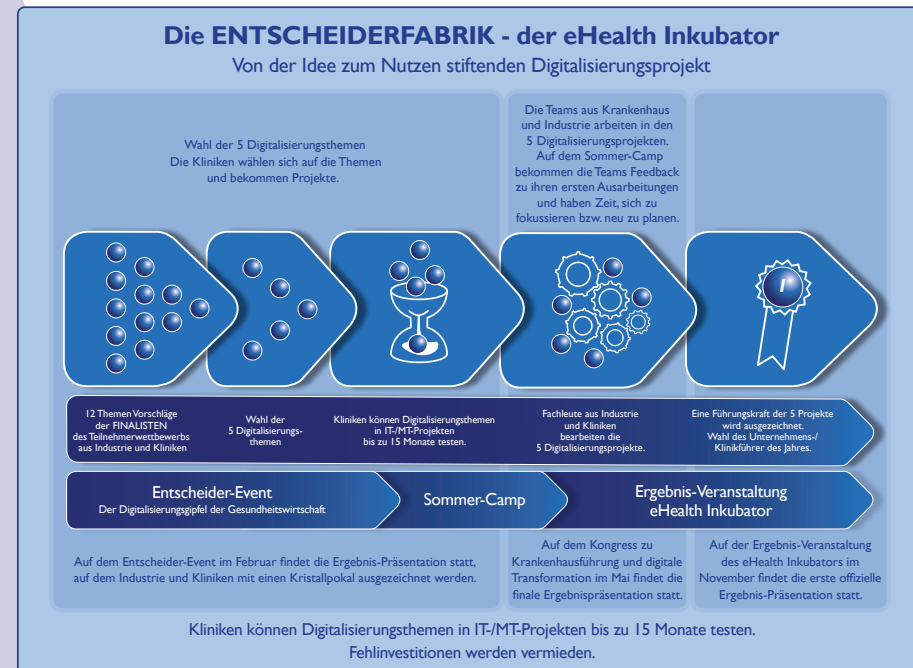 Die ENTSCHEIDERFABRIK - der eHealth Inkubator
Von der Idee zum Nutzen stiftenden Digitalisierungsprojekt
Wahl der 5 Digitalisierungsthemen
Die Kliniken wählen sich auf die Themen
und bekommen Projekte.
Die Teams aus Krankenhaus
und Industrie arbeiten in den
5 Digitalisierungsprojekten.
Auf dem Sommer-Camp
bekommen die Teams Feedback
zu ihren ersten Ausarbeitungen
und haben Zeit, sich zu
fokussieren bzw. neu zu planen.
1
12 Themen Vorschläge
der FINALISTEN
des Teilnehmerwettbewerbs
aus Industrie und Kliniken
Wahl der
5 Digitalisierungs-
themen
Kliniken können Digitalisierungsthemen
in IT-/MT-Projekten
bis zu 15 Monate testen.
Fachleute aus Industrie
und Kliniken
bearbeiten die
5 Digitalisierungsprojekte.
Eine Führungskraft der 5 Projekte
wird ausgezeichnet.
Wahl des Unternehmens-/
Klinikführer des Jahres.
Entscheider-Event
Der Digitalisierungsgipfel der Gesundheitswirtschaft
Sommer-Camp
Ergebnis-Veranstaltung
eHealth Inkubator
Auf dem Entscheider-Event im Februar findet die Ergebnis-Präsentation statt,
auf dem Industrie und Kliniken mit einen Kristallpokal ausgezeichnet werden.
Auf dem Kongress zu
Krankenhausführung und digitale
Transformation im Mai findet die
finale Ergebnispräsentation statt.
Auf der Ergebnis-Veranstaltung
des eHealth Inkubators im
November findet die erste offizielle
Ergebnis-Präsentation statt.
Kliniken können Digitalisierungsthemen in IT-/MT-Projekten bis zu 15 Monate testen.
Fehlinvestitionen werden vermieden.